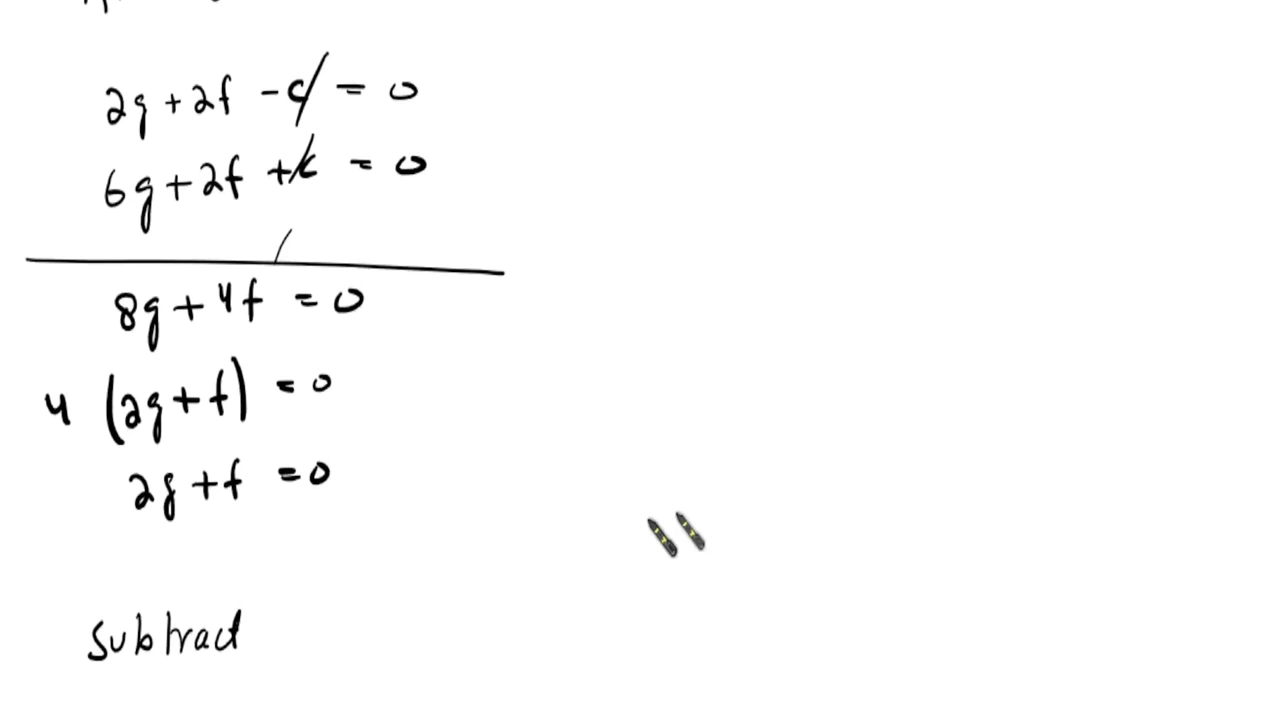 2g + 2f - c = 0
6g + 2f + c = 0
8g + 4f = 0
4 (2g + f) = 0
2g + f = 0
subtract